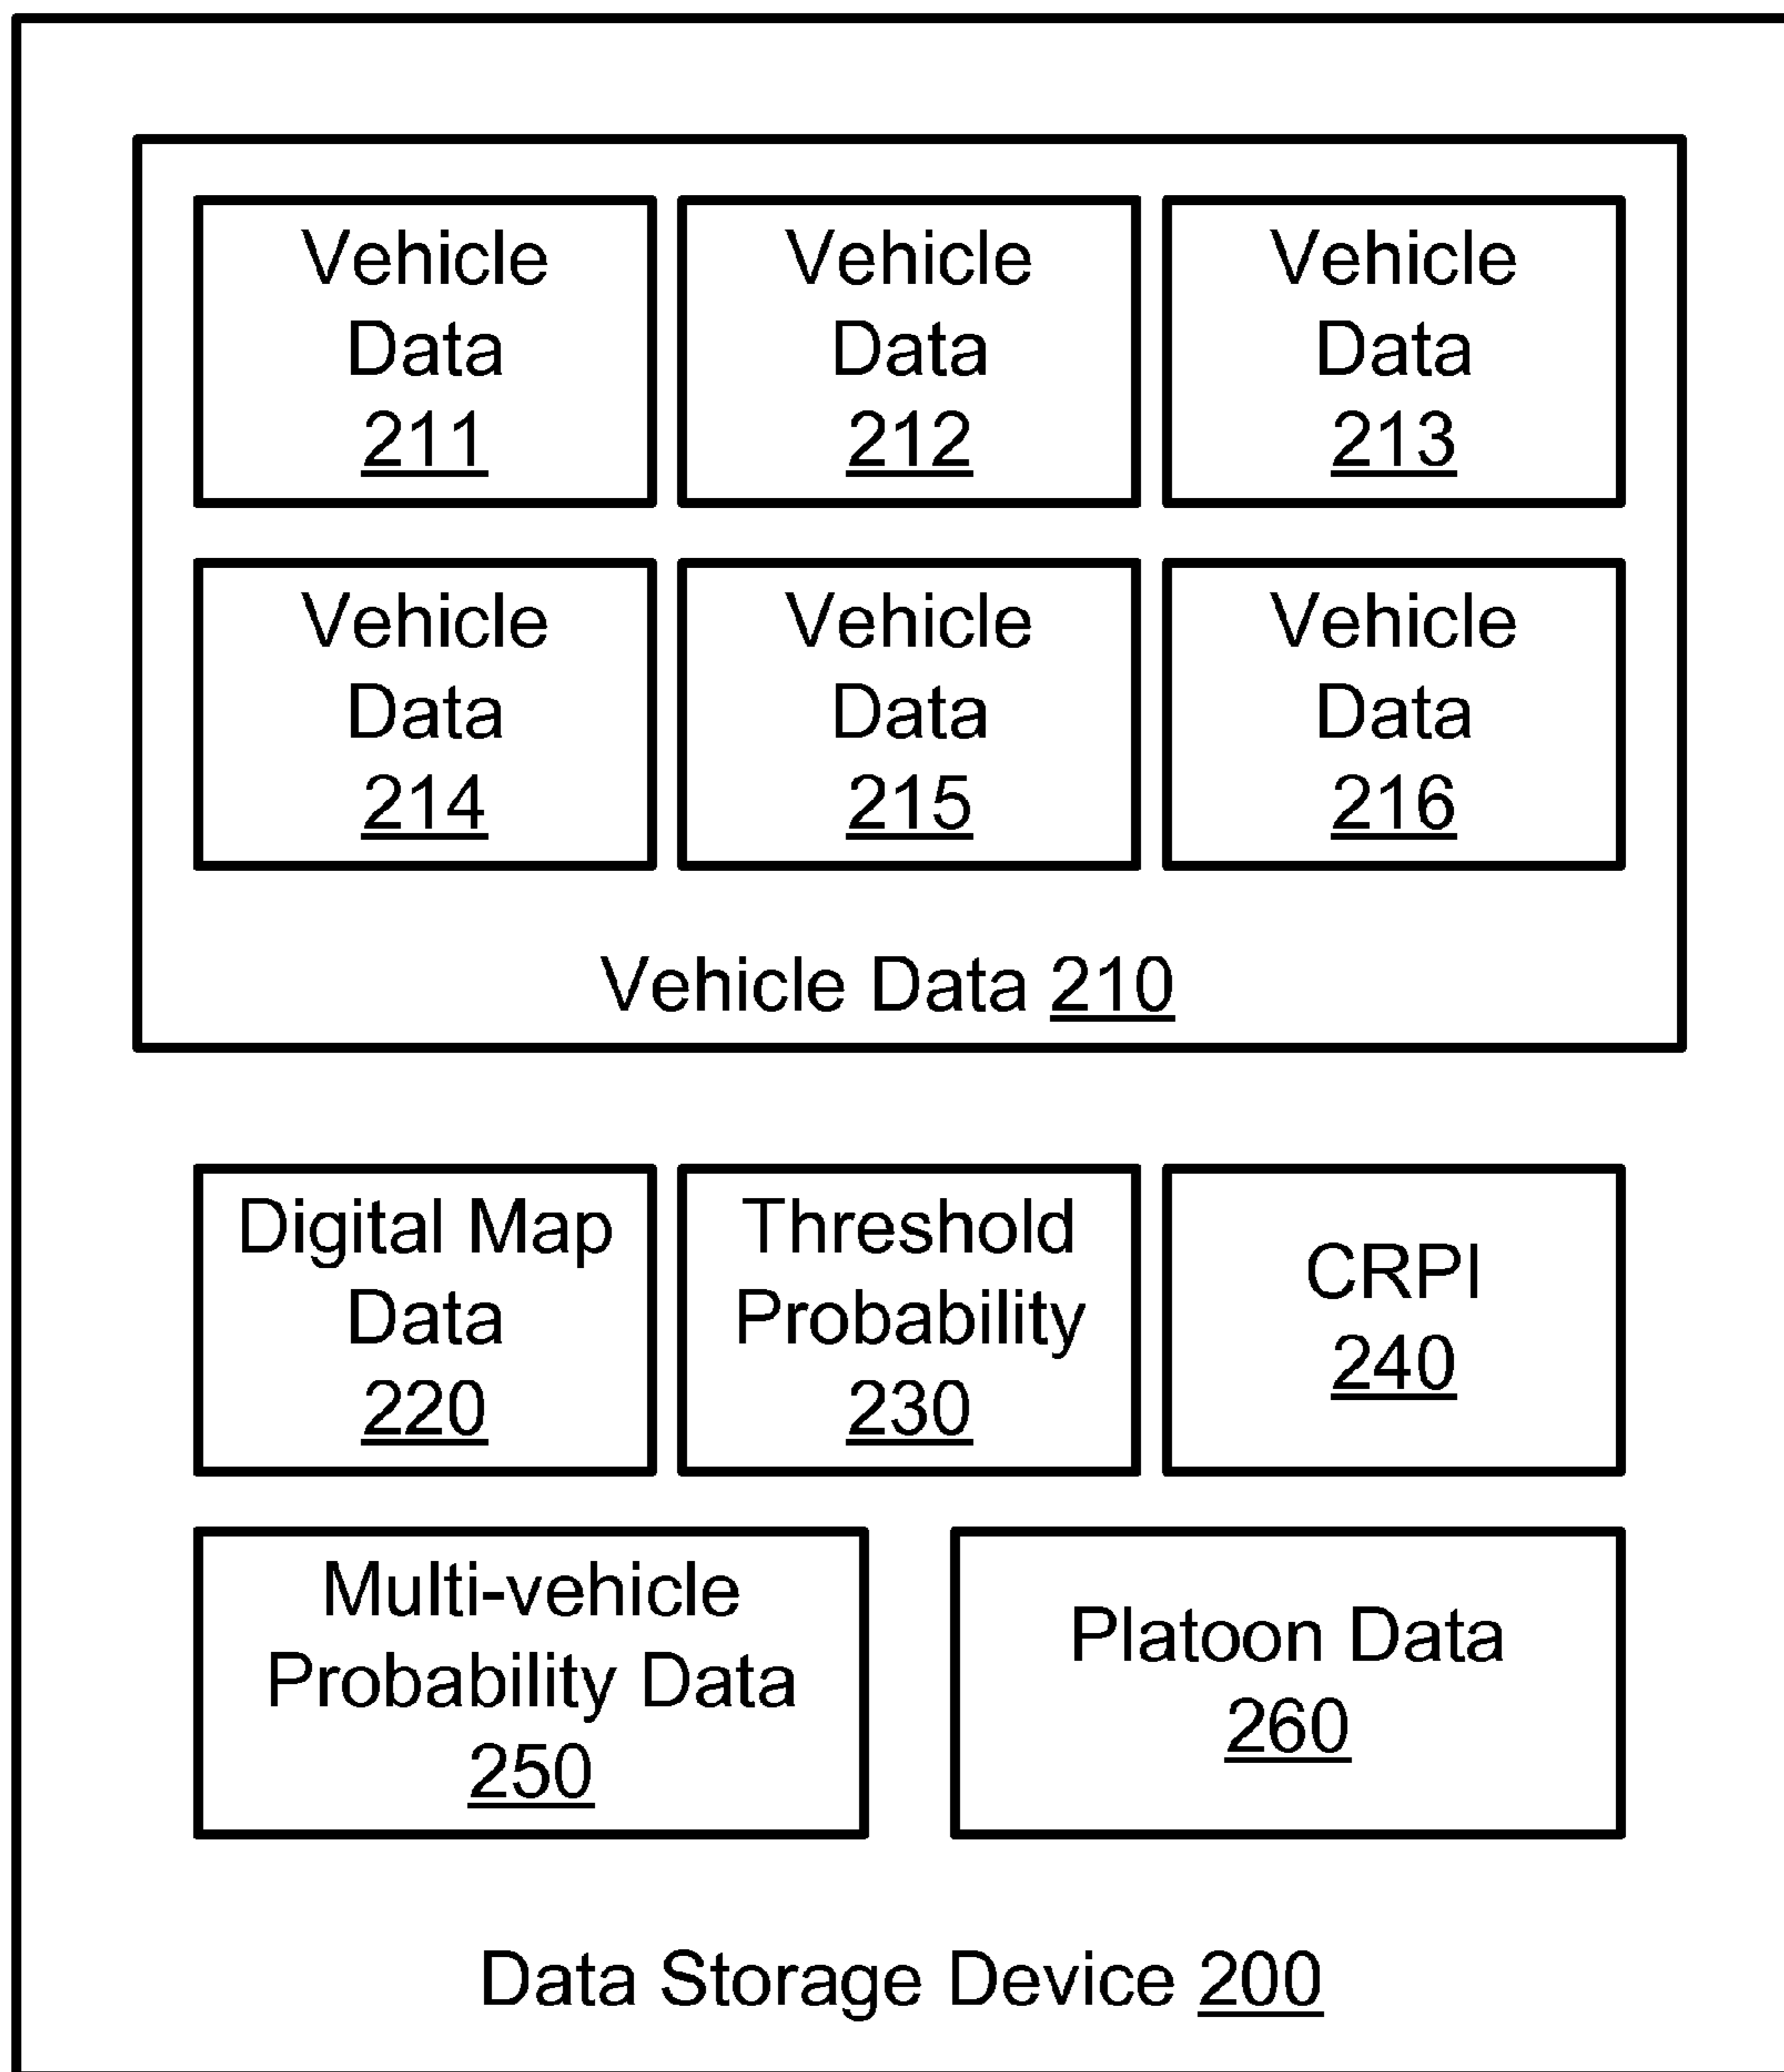 Vehicle
Data
211
Vehicle
Data
212
Vehicle
Data
213
Vehicle
Data
214
Vehicle
Data
215
Vehicle
Data
216
Vehicle Data 210
Digital Map
Data
220
Threshold
Probability
230
CRPI
240
Multi-vehicle
Probability Data
250
Platoon Data
260
Data Storage Device 200